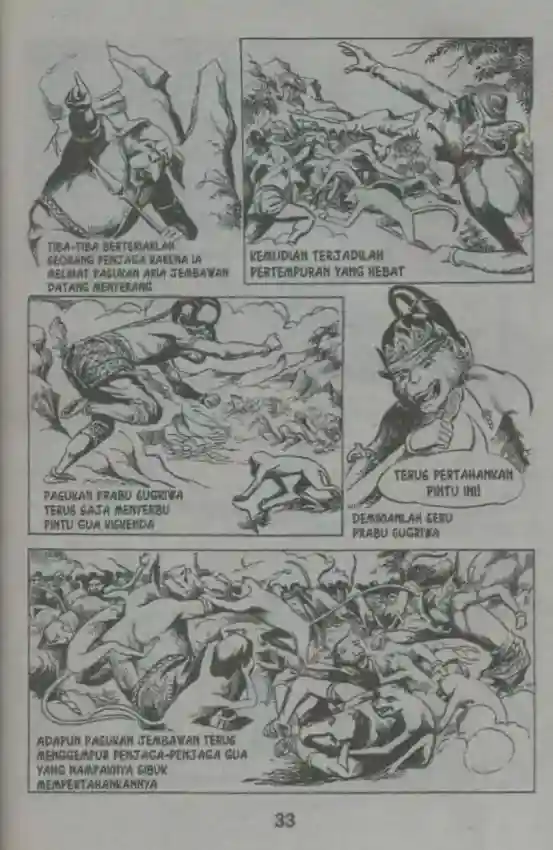 TIBA-TIBA BERTERIAKLAH
SEORANG PENJAGA KARENA IA
MELIHAT PASUKAN ARIA JEMBAWAN
DATANG MENYERANG
KEMUDIAN TERJADILAH
PERTEMPURAN YANG HEBAT
PASUKAN PRABU SUGRIWA
TERUS SAJA MENYERBU
PINTU GUA KISKENDA
TERUS PERTAHANKAN
PINTU INI!
DEMIKIANLAH SERU
PRABU SUGRIWA
ADAPUN PASUKAN JEMBAWAN TERUS
MENGGEMPUR PENJAGA-PENJAGA GUA
YANG NAMPAKNYA SIBUK
MEMPERTAHANKANNYA
33